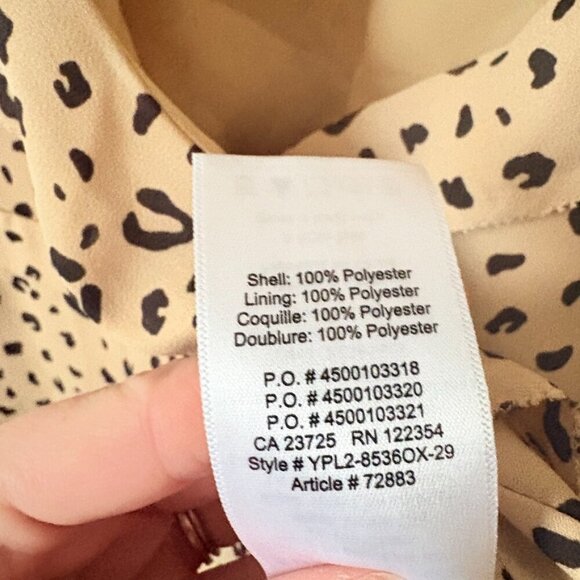 Shell: 100% Polyester
Lining: 100% Polyester
Coquille: 100% Polyester
Doublure: 100% Polyester
P.O. # 4500103318
P.O. # 4500103320
P.O. # 4500103321
CA 23725 RN 122354
Style # YPL2-8536OX-29
Article # 72883